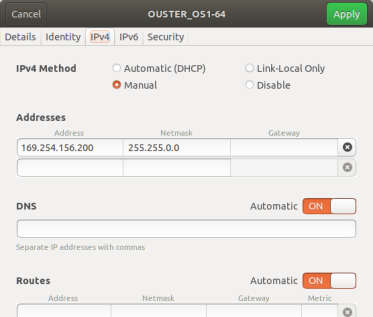 Cancel OUSTER_OS1-64 Apply
Details Identity IPv4 IPv6 Security
IPv4 Method Automatic (DHCP) Link-Local Only
Manual Disable
Addresses
Address Netmask Gateway
169.254.156.200 255.255.0.0
DNS Automatic ON
Separate IP addresses with commas
Routes Automatic ON
Address Netmask Gateway Metric